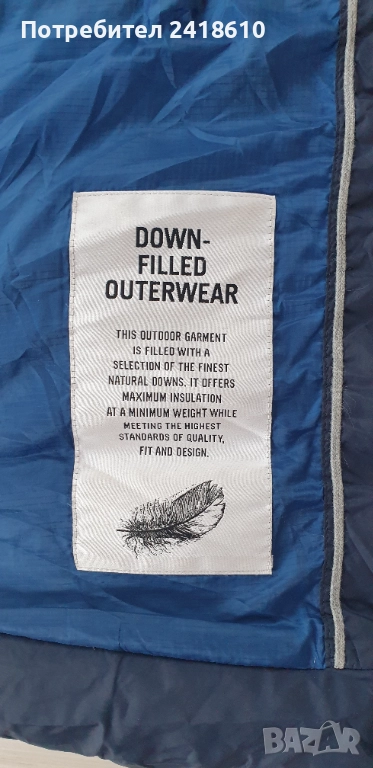 Потребител 2418610
DOWN-
FILLED
OUTERWEAR
THIS OUTDOOR GARMENT
IS FILLED WITH A
SELECTION OF THE FINEST
NATURAL DOWNS. IT OFFERS
MAXIMUM INSULATION
AT A MINIMUM WEIGHT WHILE
MEETING THE HIGHEST
STANDARDS OF QUALITY,
FIT AND DESIGN.
BAZAR